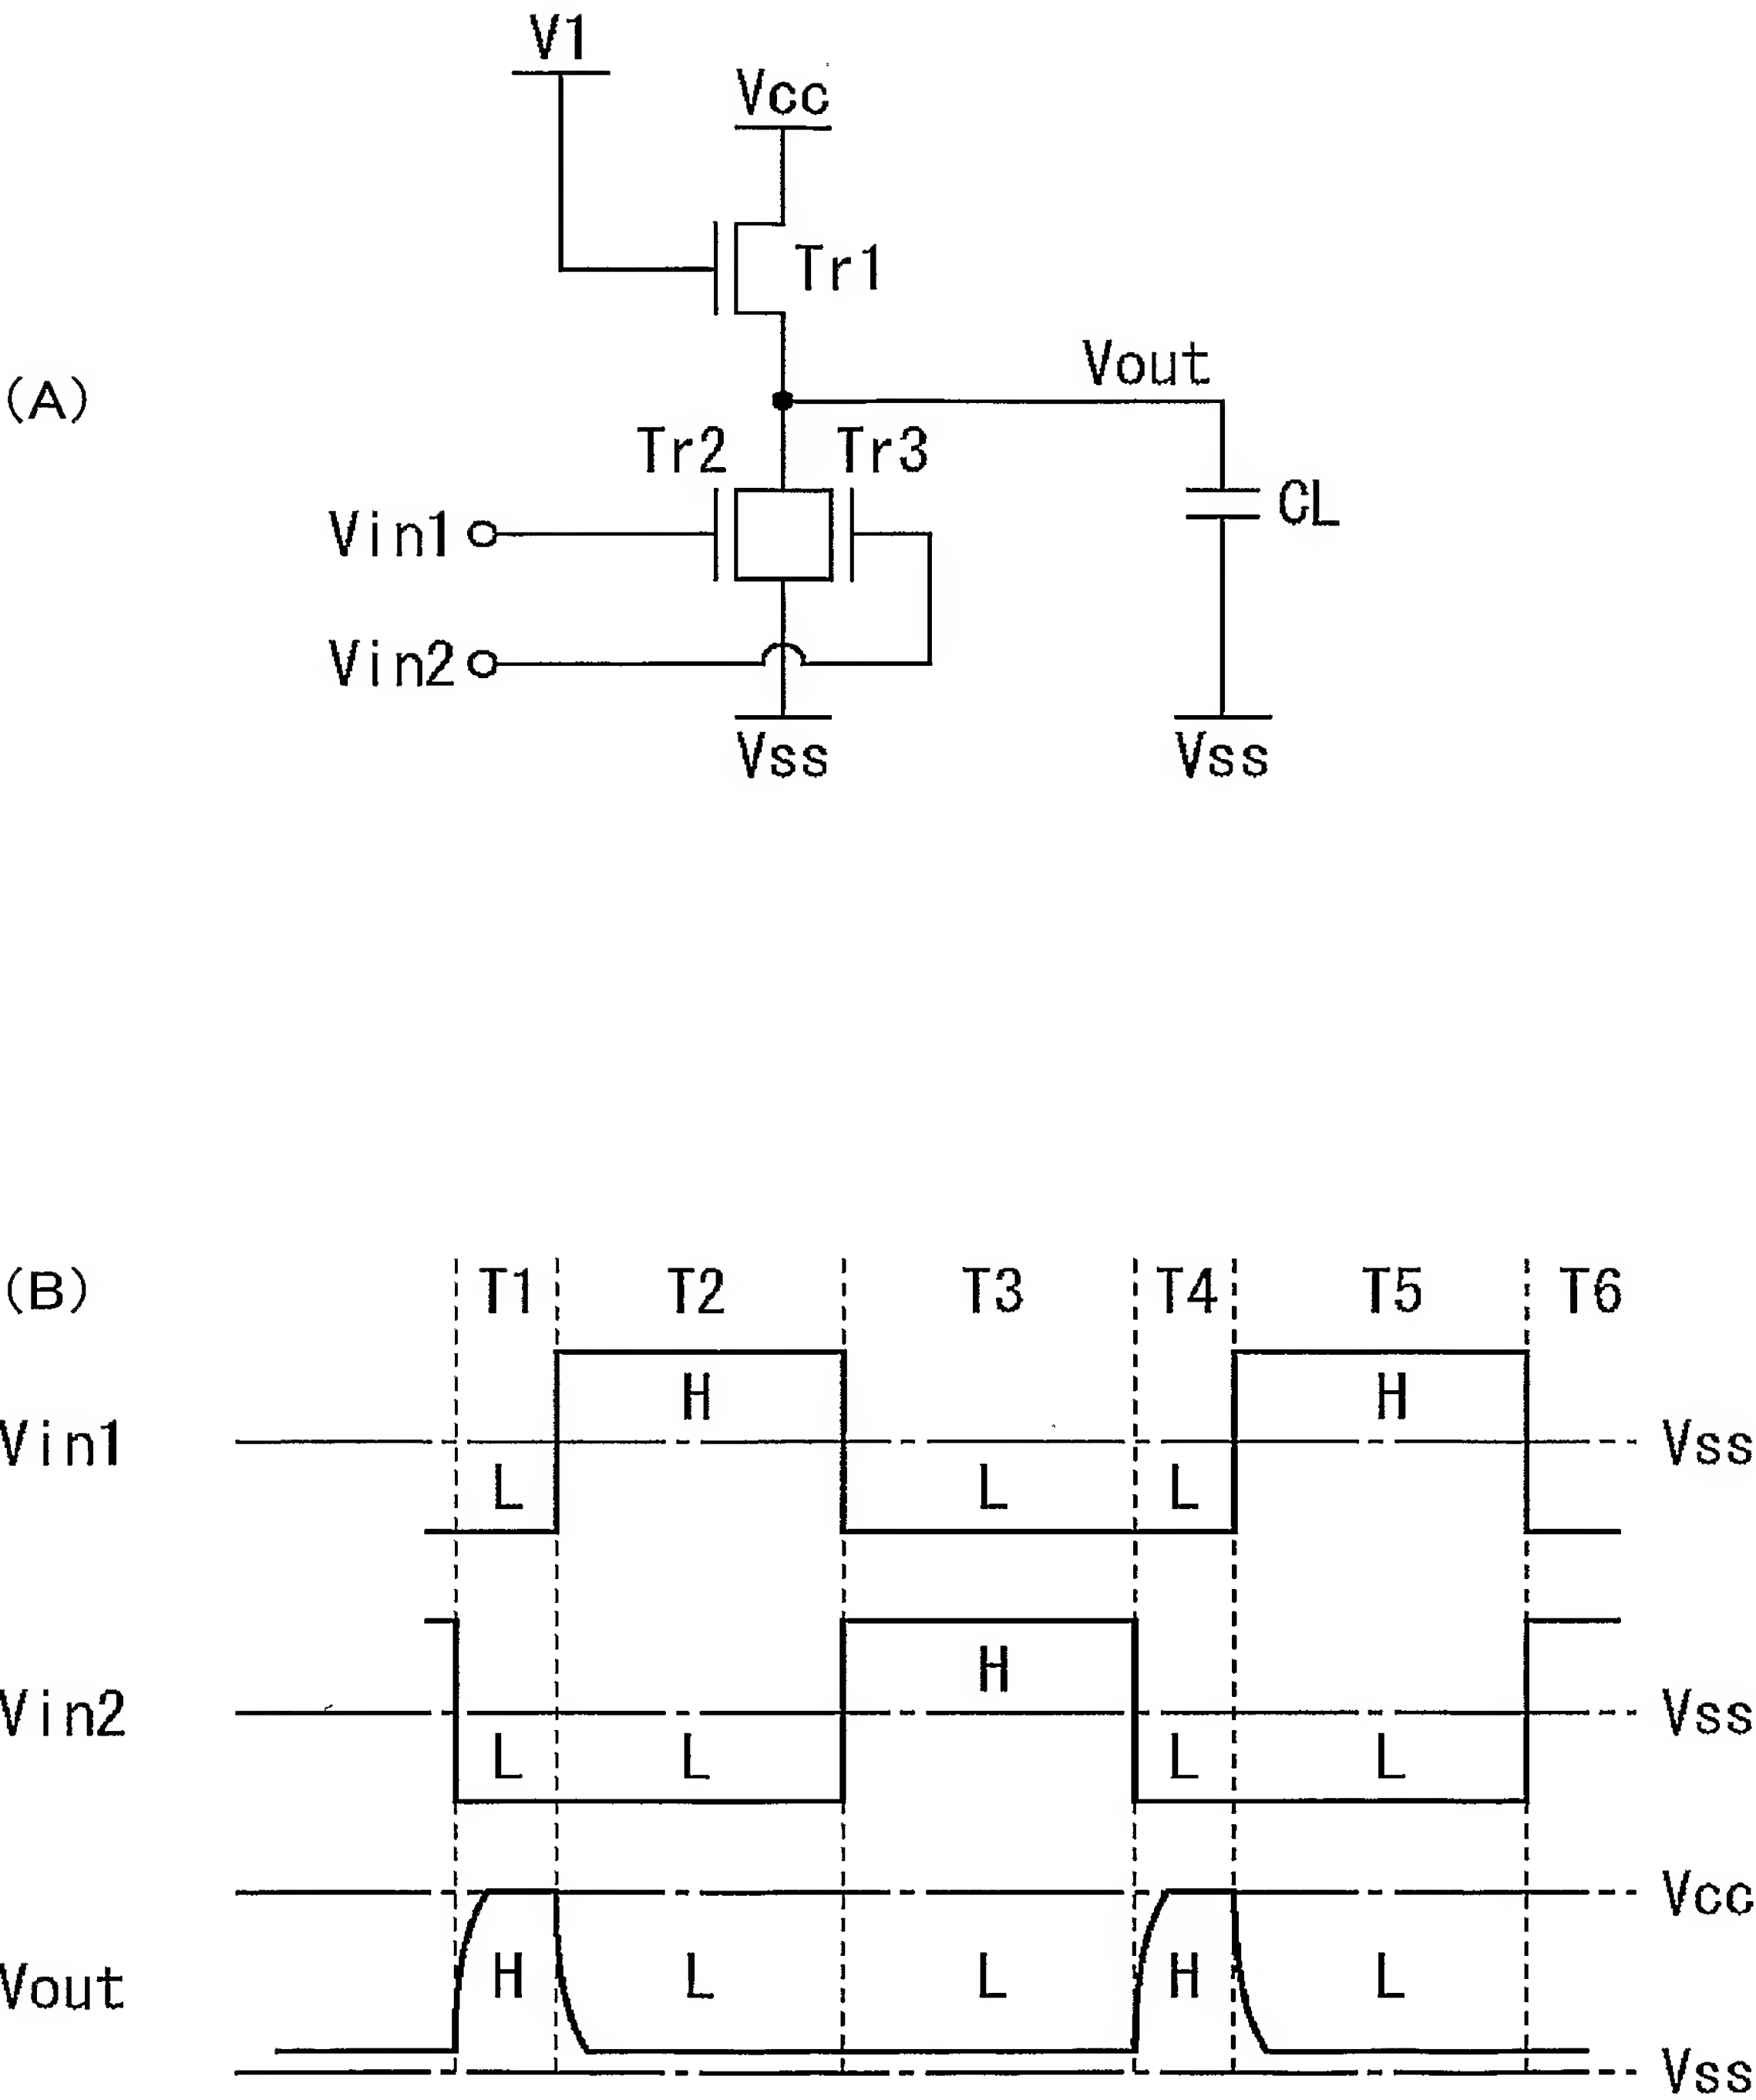 V1
Vcc
Tr1
(A)
Vout
Tr2 Tr3
Vin1
CL
Vin2
Vss Vss
(B)
T1 T2 T3 T4 T5 T6
H H
Vin1 Vss
L L L
H
Vin2 Vss
L L L L
Vcc
Vout H L L H L
Vss